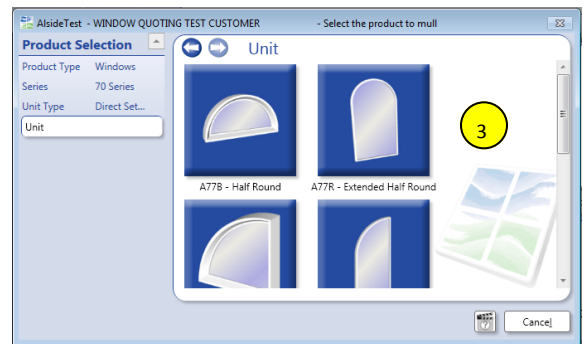 AlsideTest - WINDOW QUOTING TEST CUSTOMER - Select the product to mull
Product Selection
Product Type Windows
Series 70 Series
Unit Type Direct Set...
Unit
Unit
A77B - Half Round
A77R - Extended Half Round
3
Cancel